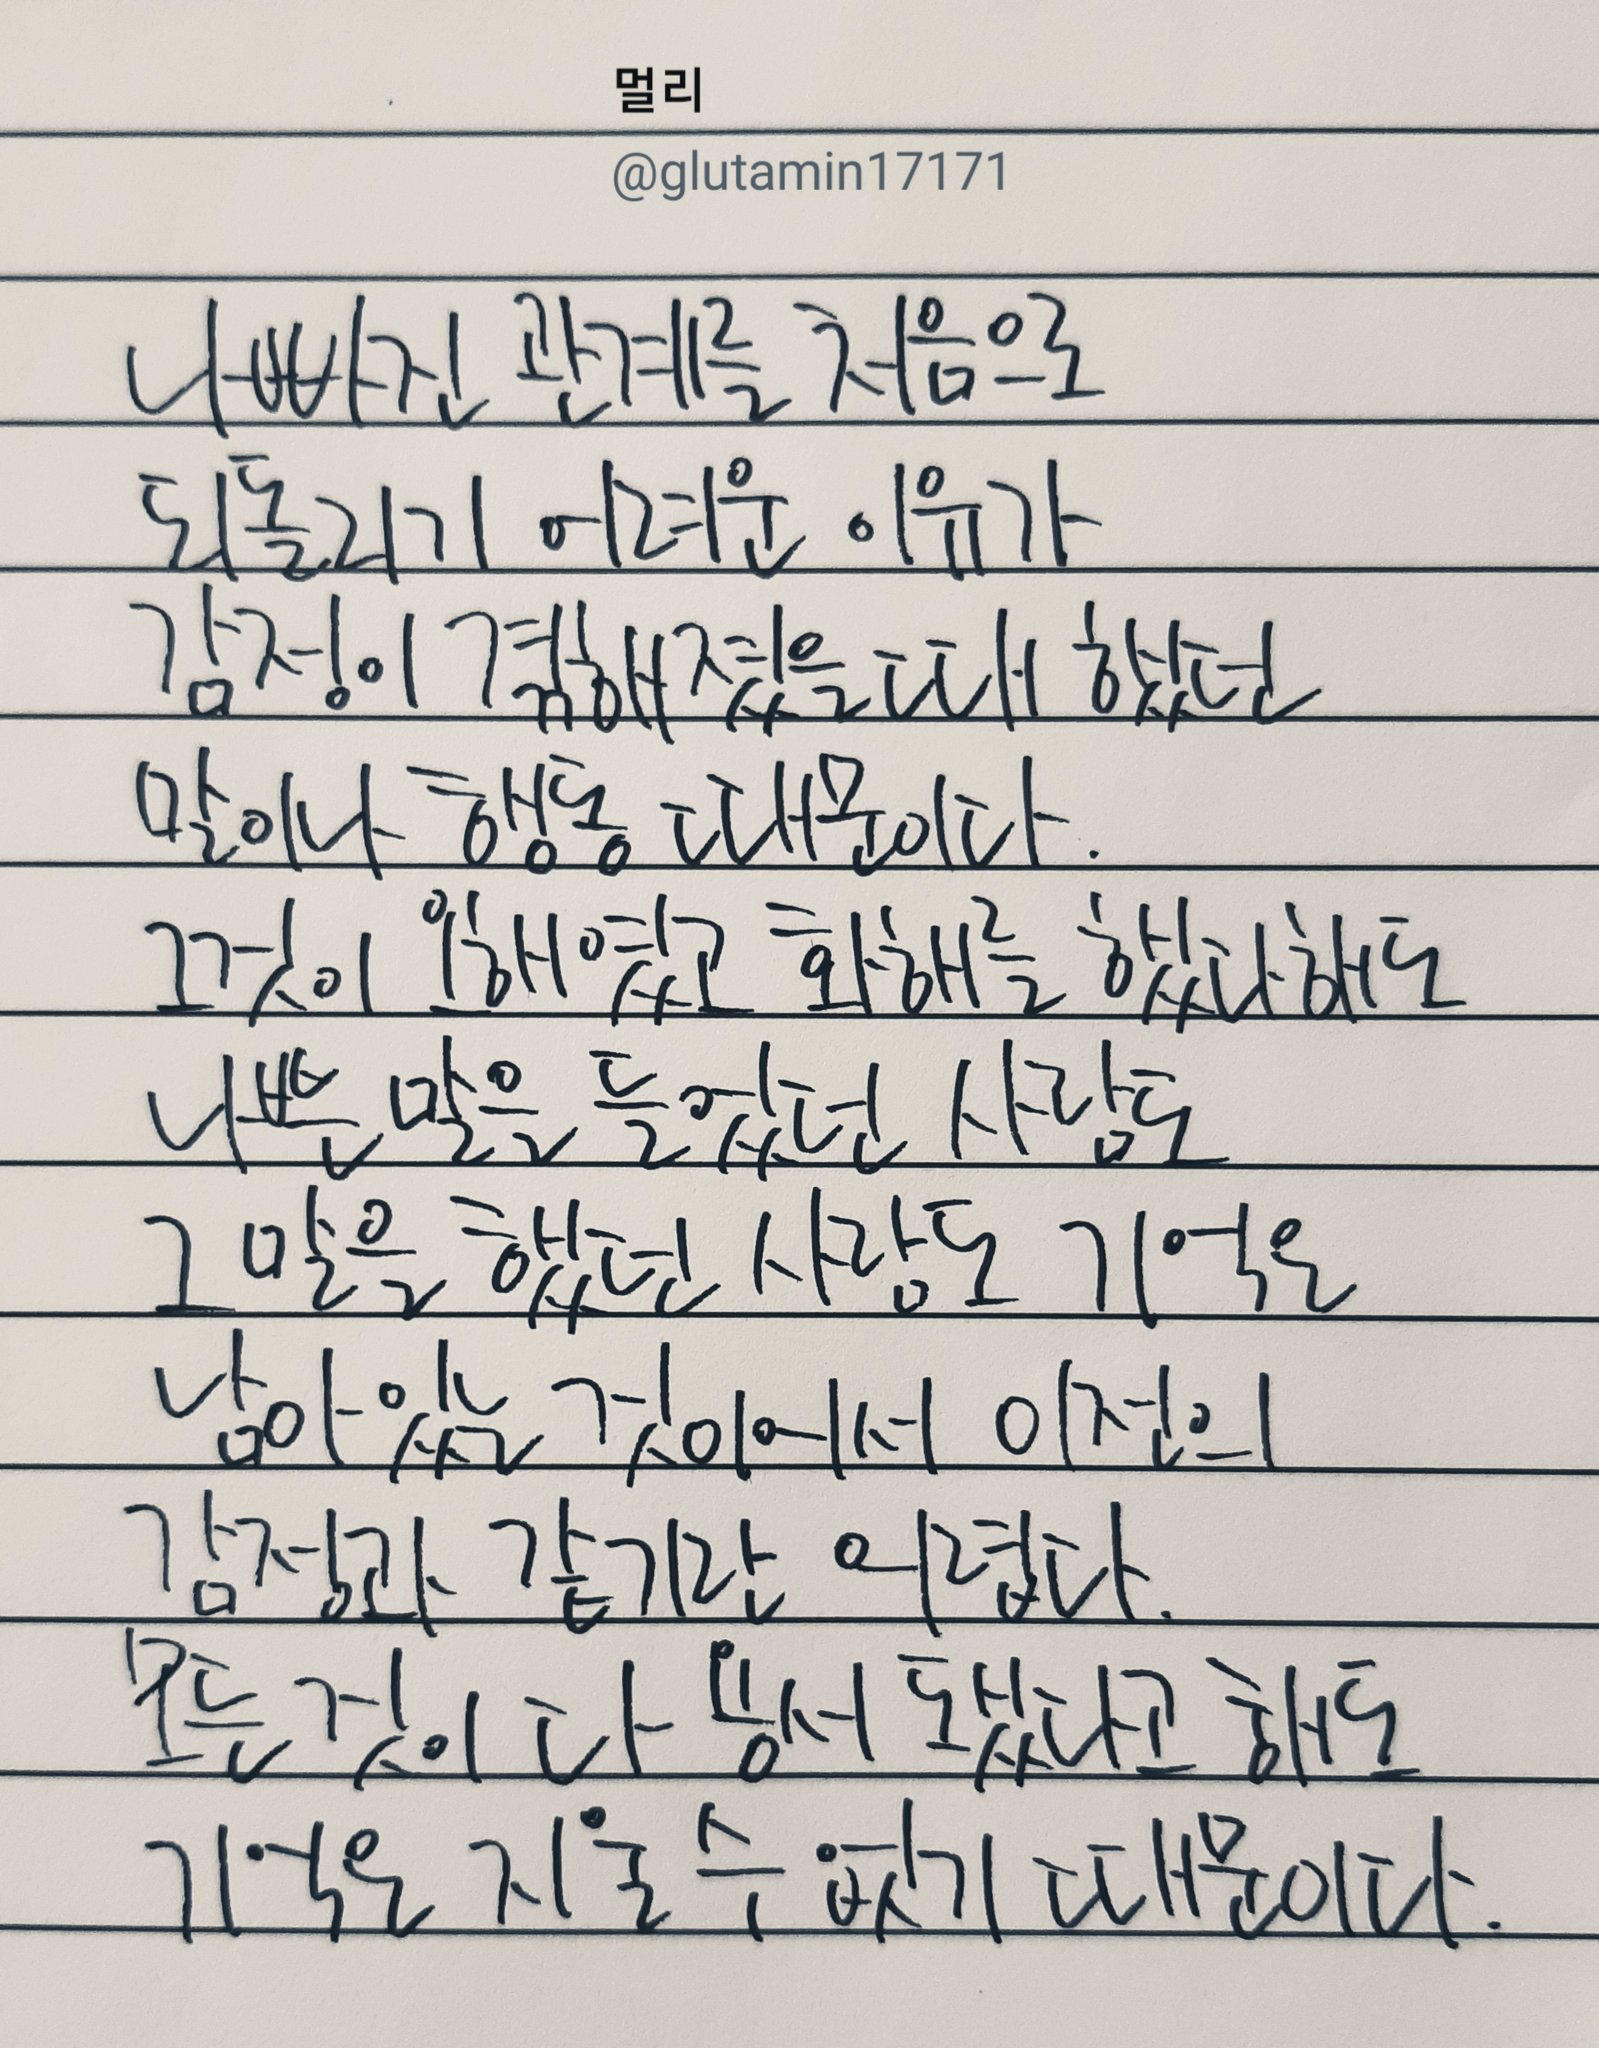 멀리
@glutamin17171
나빠진 관계를 처음으로
되돌리기 어려운 이유가
감정이 격해졌을때 했던
말이나 행동 때문이다.
그것이 오해였고 화해를 했다해도
나쁜 말을 들었던 사람도
그 말을 했던 사람도 기억은
남아있는 것이어서 이전의
감정과 같기란 어렵다.
모든 것이 다 용서 됐다고 해도
기억은 지울 수 없기 때문이다.